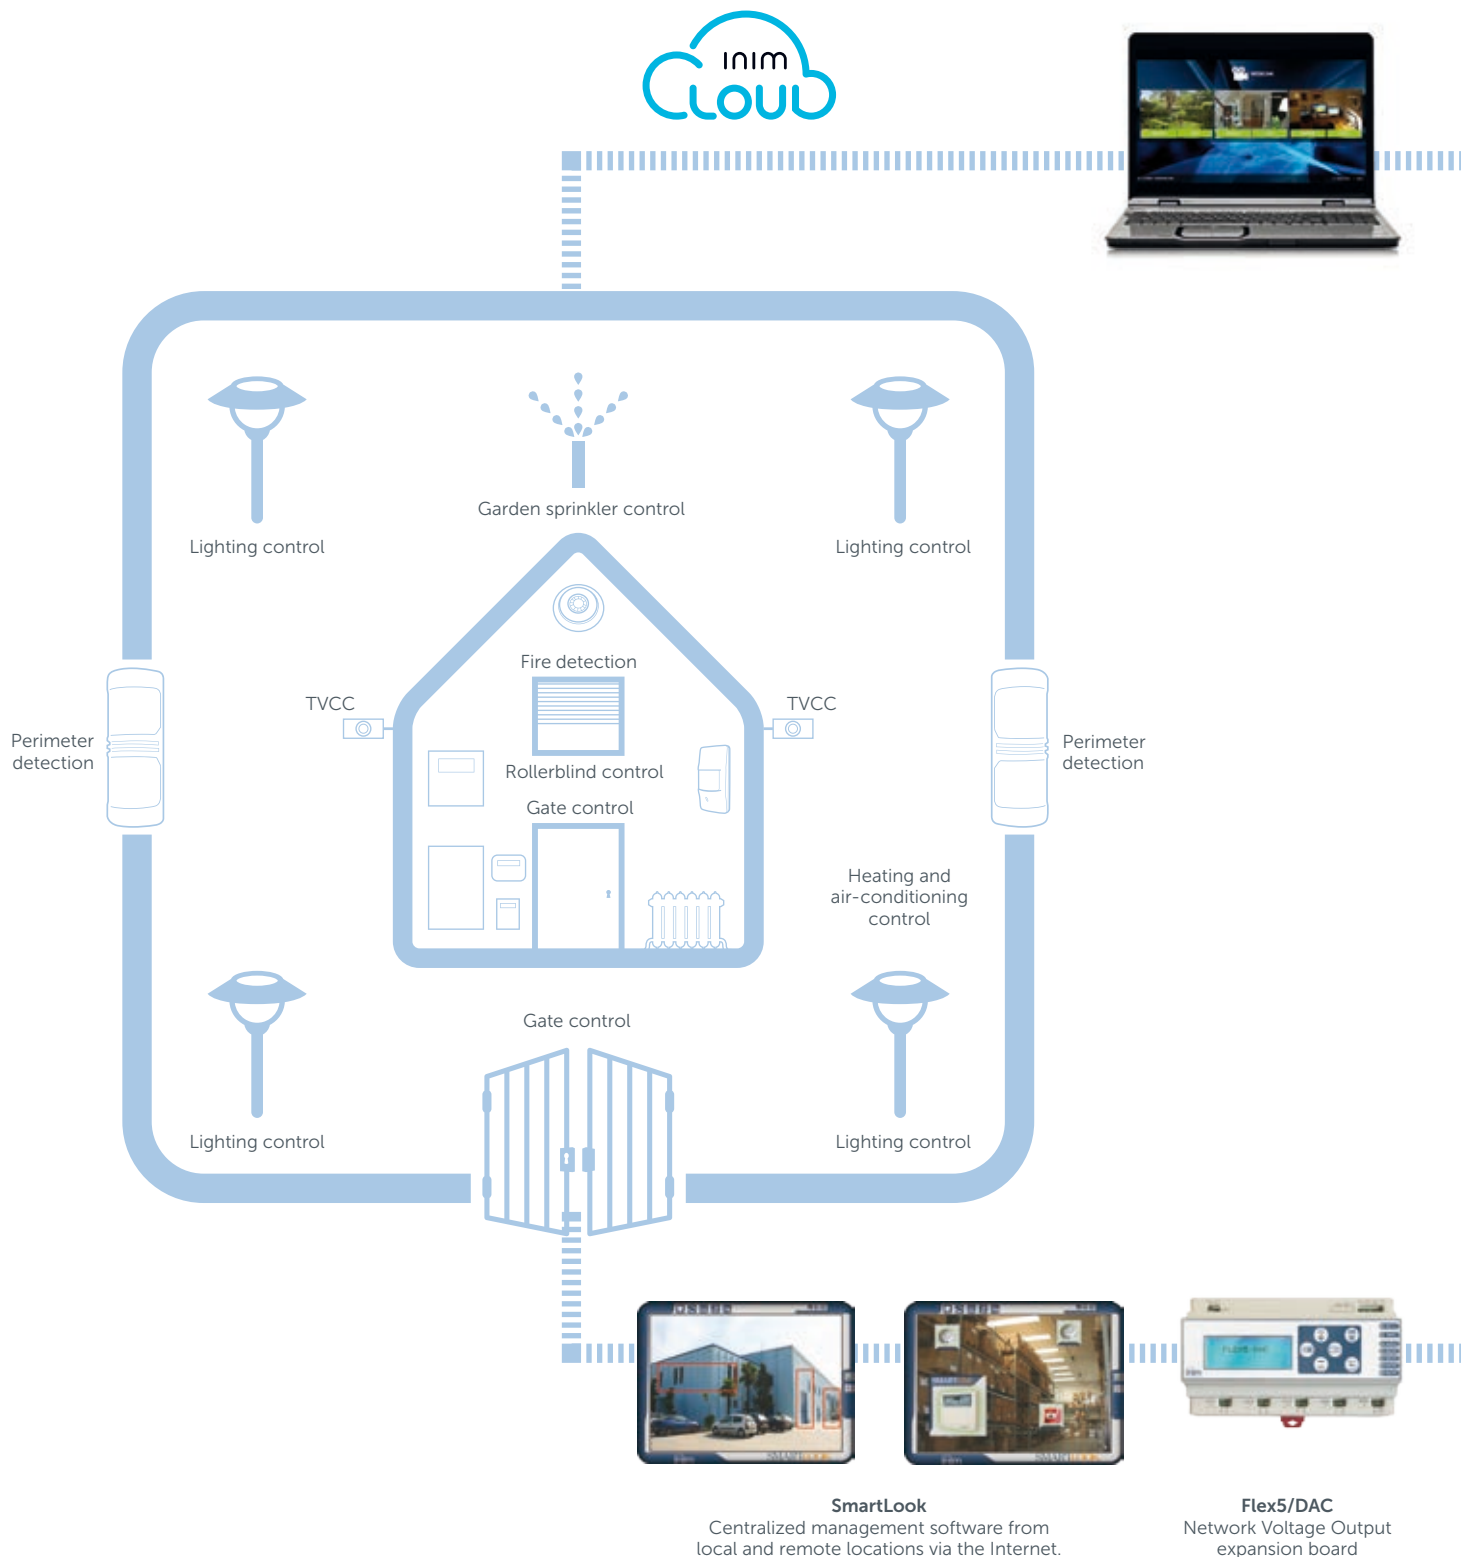 inim
CLOUD
Garden sprinkler control
Lighting control
Lighting control
Fire detection
TVCC
TVCC
Perimeter
detection
Perimeter
detection
Rollerblind control
Gate control
Heating and
air-conditioning
control
Gate control
Lighting control
Lighting control
SMARTLOOK
SMARTLOOK
SmartLook
Centralized management software from
local and remote locations via the Internet.
Flex5/DAC
Network Voltage Output
expansion board